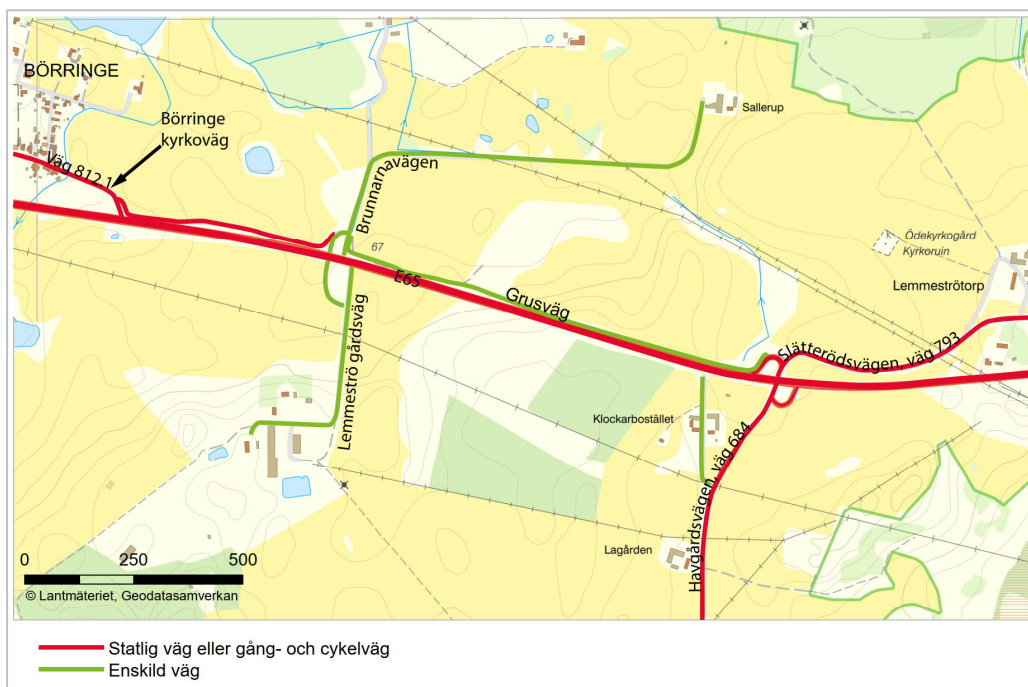 BÖRRINGE
Börringe
kyrkoväg
Väg 812.1
Brunnarnavägen
Sallerup
85
67
E65
Grusväg
Ödekyrkogård
Kyrkoruin
Lemmeströtorp
Slätterödsvägen, väg 793
Lemmeströ gårdsväg
Klockarbostället
Havgårdsvägen, väg 684
Lagården
0 250 500
© Lantmäteriet, Geodatasamverkan
Statlig väg eller gång- och cykelväg
Enskild väg